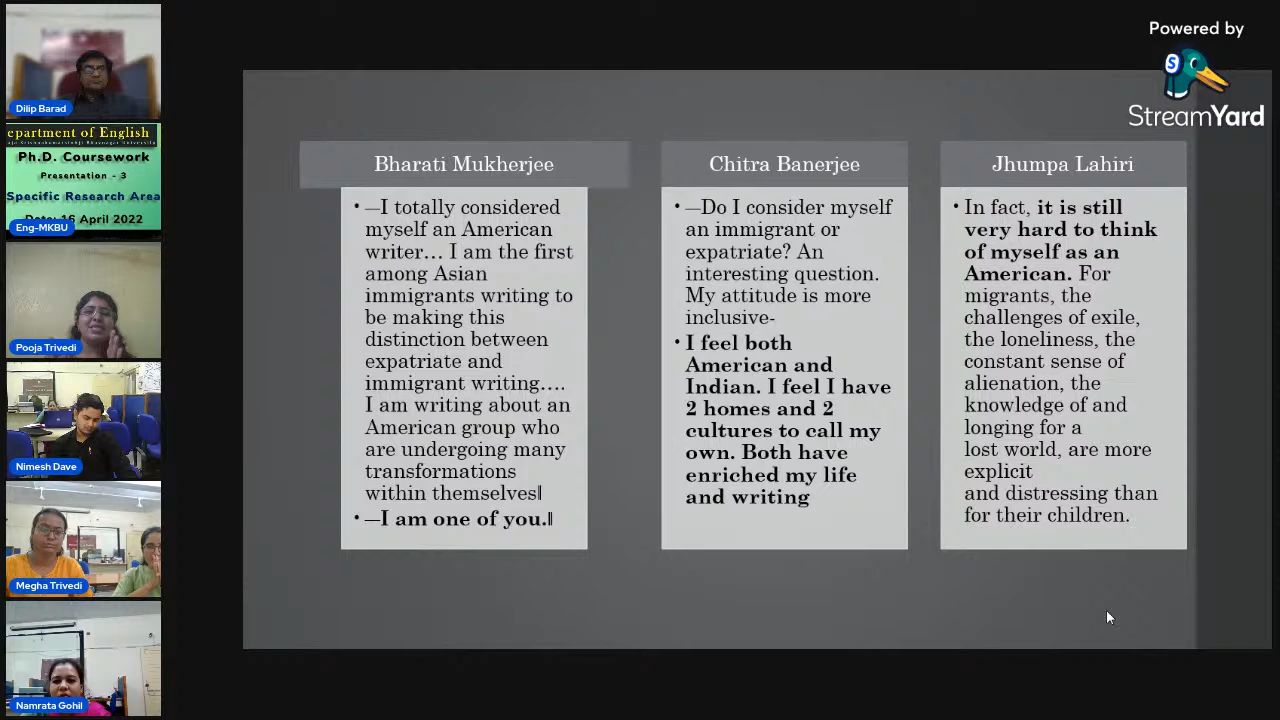 Powered by
StreamYard
Dilip Barad
epartment of English
Ph.D. Coursework
Presentation - 3
Specific Research Area
Date: 16 April 2022
Eng-MKBU
Pooja Trivedi
Nimesh Dave
Megha Trivedi
Namrata Gohil
Bharati Mukherjee
• ―I totally considered
myself an American
writer… I am the first
among Asian
immigrants writing to
be making this
distinction between
expatriate and
immigrant writing….
I am writing about an
American group who
are undergoing many
transformations
within themselves‖
• ―I am one of you.‖
Chitra Banerjee
• ―Do I consider myself
an immigrant or
expatriate? An
interesting question.
My attitude is more
inclusive-
• I feel both
American and
Indian. I feel I have
2 homes and 2
cultures to call my
own. Both have
enriched my life
and writing
Jhumpa Lahiri
• In fact, it is still
very hard to think
of myself as an
American. For
migrants, the
challenges of exile,
the loneliness, the
constant sense of
alienation, the
knowledge of and
longing for a
lost world, are more
explicit
and distressing than
for their children.